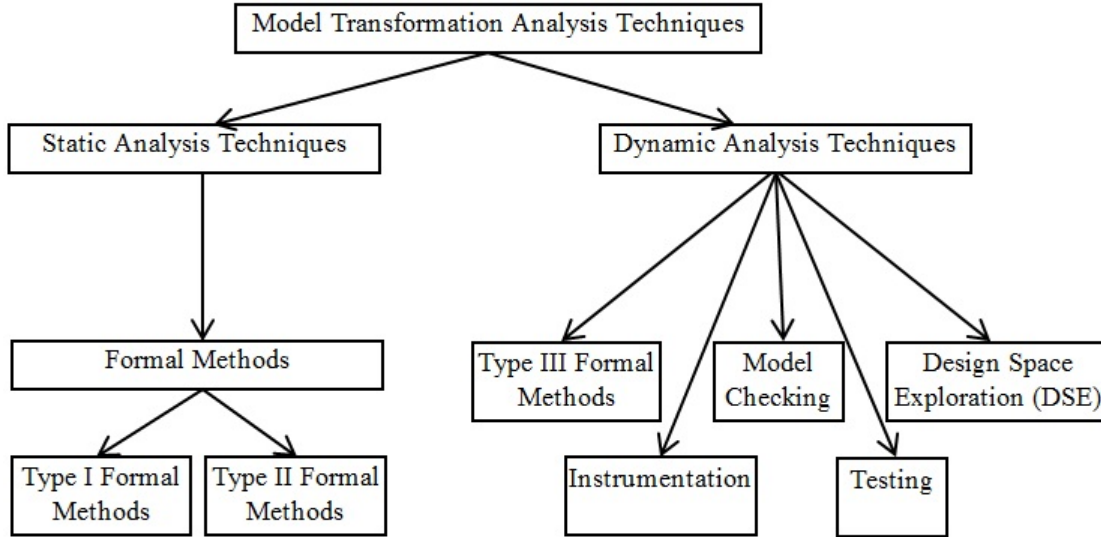 Model Transformation Analysis Techniques
Static Analysis Techniques
Dynamic Analysis Techniques
Formal Methods
Type III Formal
Methods
Model
Checking
Design Space
Exploration (DSE)
Type I Formal
Methods
Type II Formal
Methods
Instrumentation
Testing